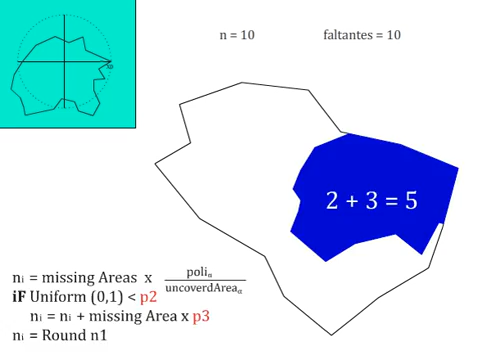 n = 10 faltantes = 10
2 + 3 = 5
nᵢ = missing Areas x poliₙ / uncoverdAreaₐ
iF Uniform (0,1) < p2
nᵢ = nᵢ + missing Area x p3
nᵢ = Round n1